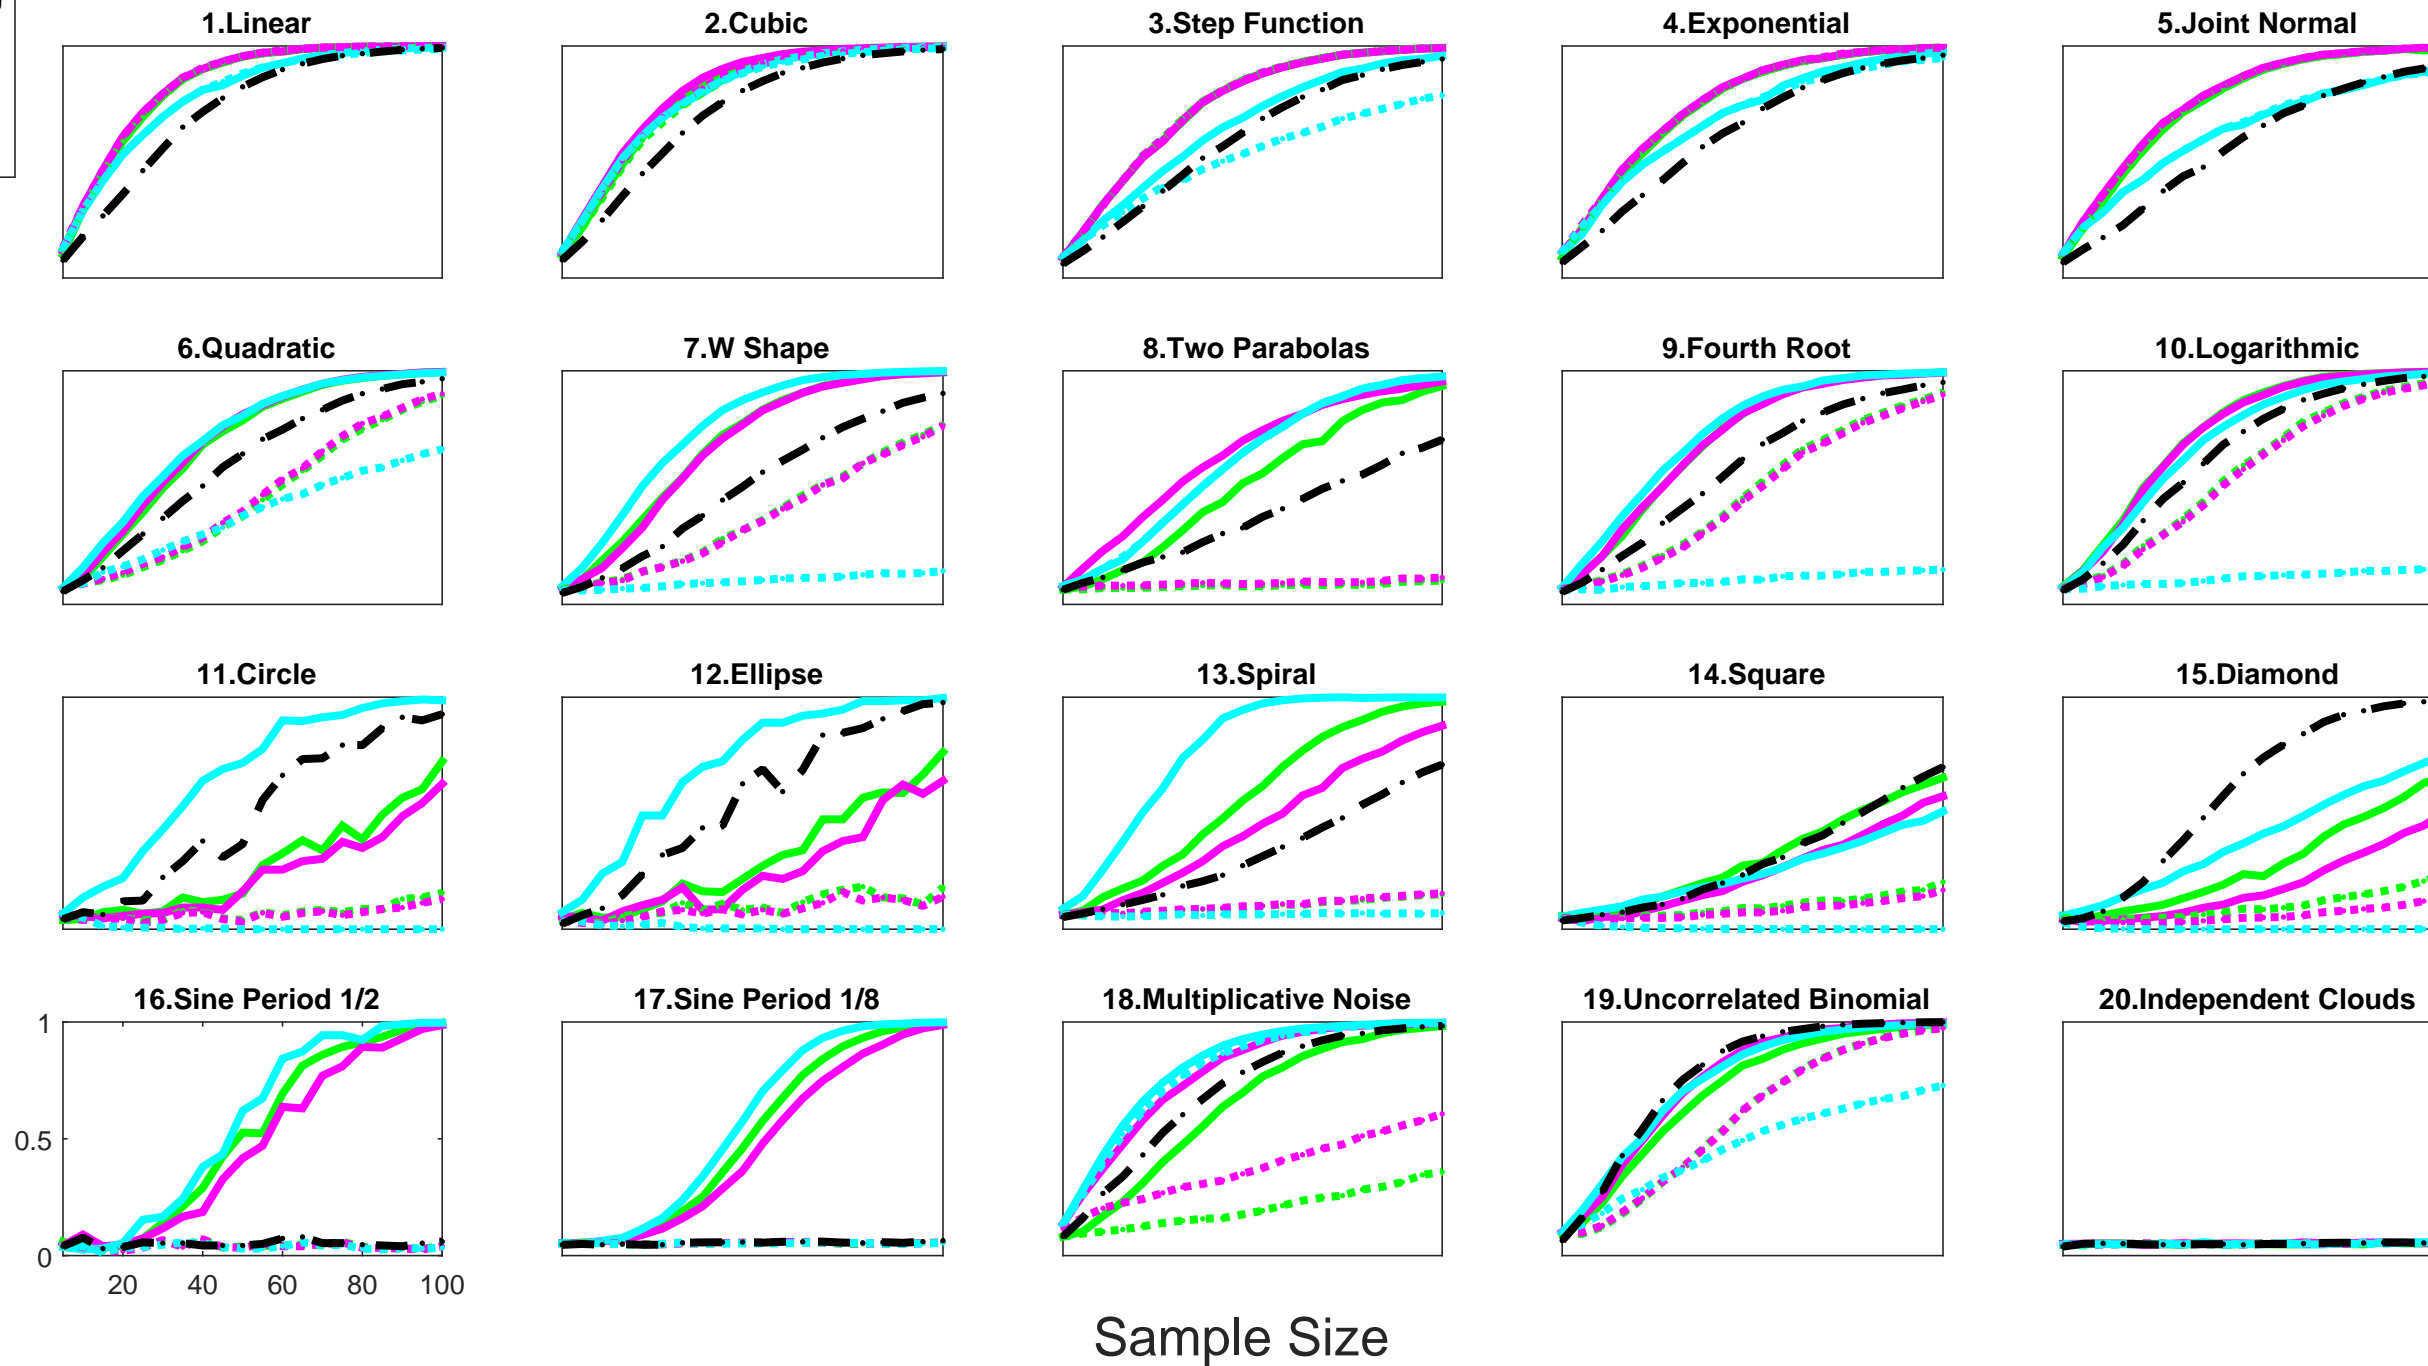 1.Linear
2.Cubic
3.Step Function
4.Exponential
5.Joint Normal
6.Quadratic
7.W Shape
8.Two Parabolas
9.Fourth Root
10.Logarithmic
11.Circle
12.Ellipse
13.Spiral
14.Square
15.Diamond
16.Sine Period 1/2
17.Sine Period 1/8
18.Multiplicative Noise
19.Uncorrelated Binomial
20.Independent Clouds
1
0.5
0
20 40 60 80 100
Sample Size